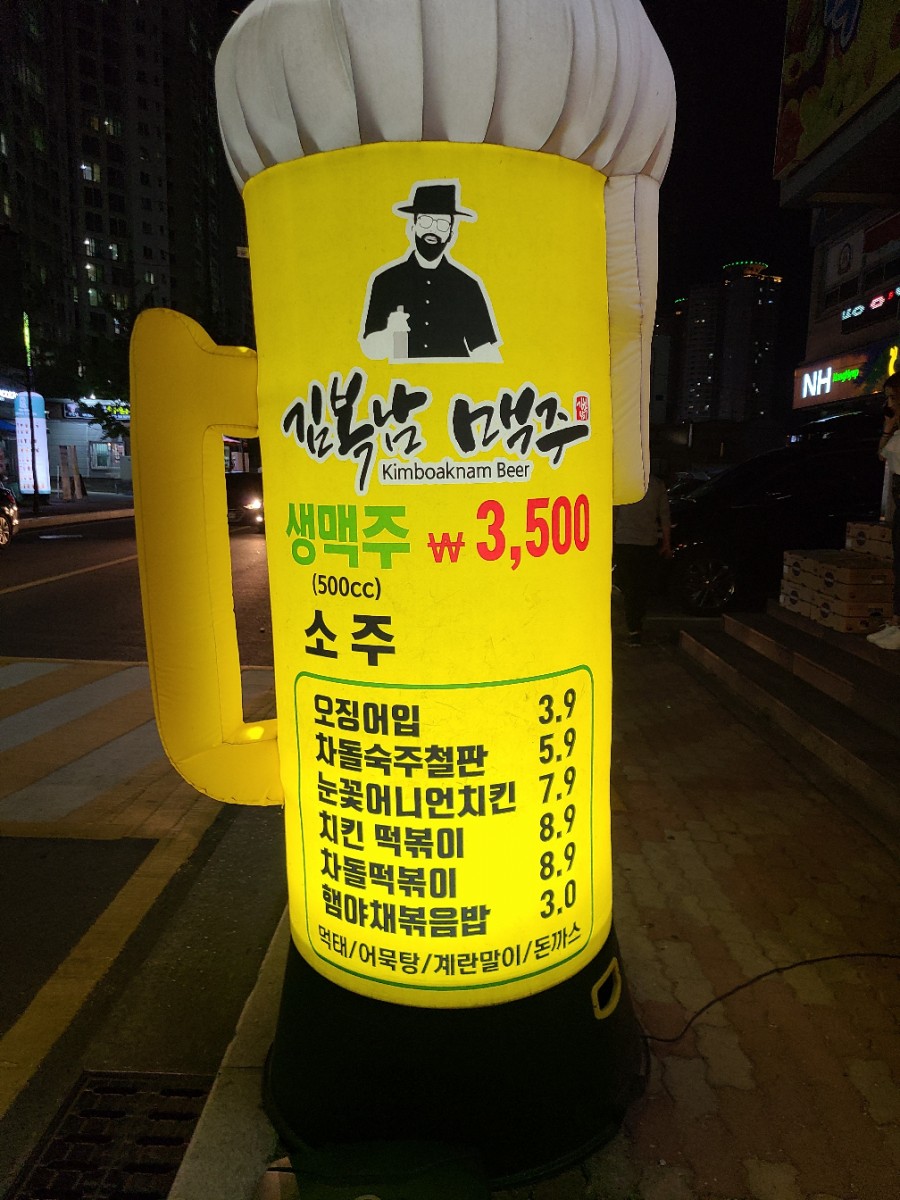 김복남 맥주
Kimboaknam Beer
생맥주 ₩ 3,500
(500cc)
소주
오징어입 3.9
차돌숙주철판 5.9
눈꽃어니언치킨 7.9
치킨 떡볶이 8.9
차돌떡볶이 8.9
햄야채볶음밥 3.0
먹태/어묵탕/계란말이/돈까스
NH